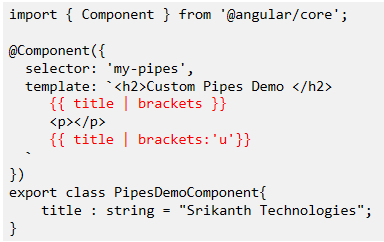 import { Component } from '@angular/core';
@Component({
selector: 'my-pipes',
template: `<h2>Custom Pipes Demo </h2>
{{ title | brackets }}
<p></p>
{{ title | brackets:'u'}}
`
})
export class PipesDemoComponent{
title : string = "Srikanth Technologies";
}